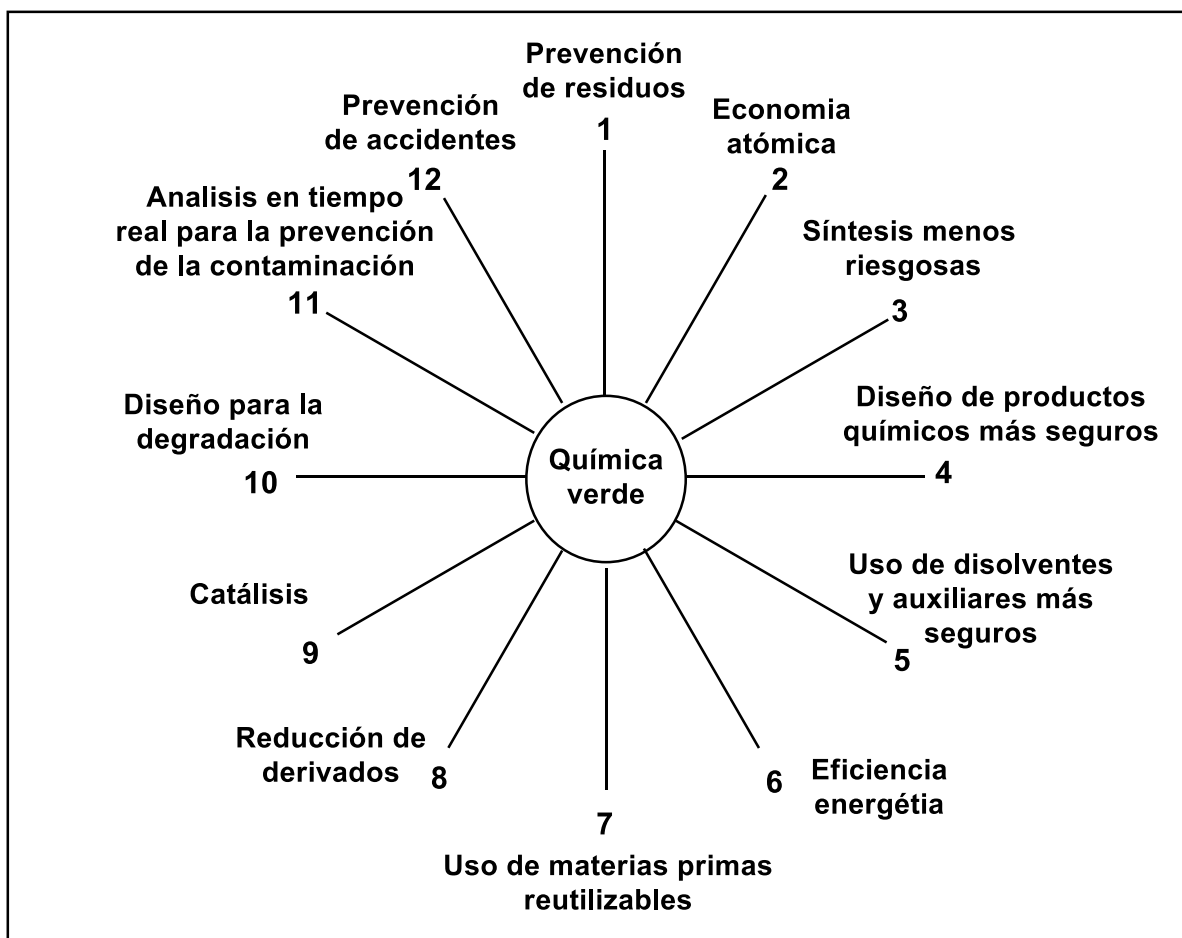 Prevención
de residuos
1
Economia
atómica
2
Síntesis menos
riesgosas
3
Diseño de productos
químicos más seguros
4
Uso de disolventes
y auxiliares más
seguros
5
6
Eficiencia
energétia
7
Uso de materias primas
reutilizables
Reducción de
derivados
8
Catálisis
9
Diseño para la
degradación
10
Analisis en tiempo
real para la prevención
de la contaminación
11
Prevención
de accidentes
12
Química
verde